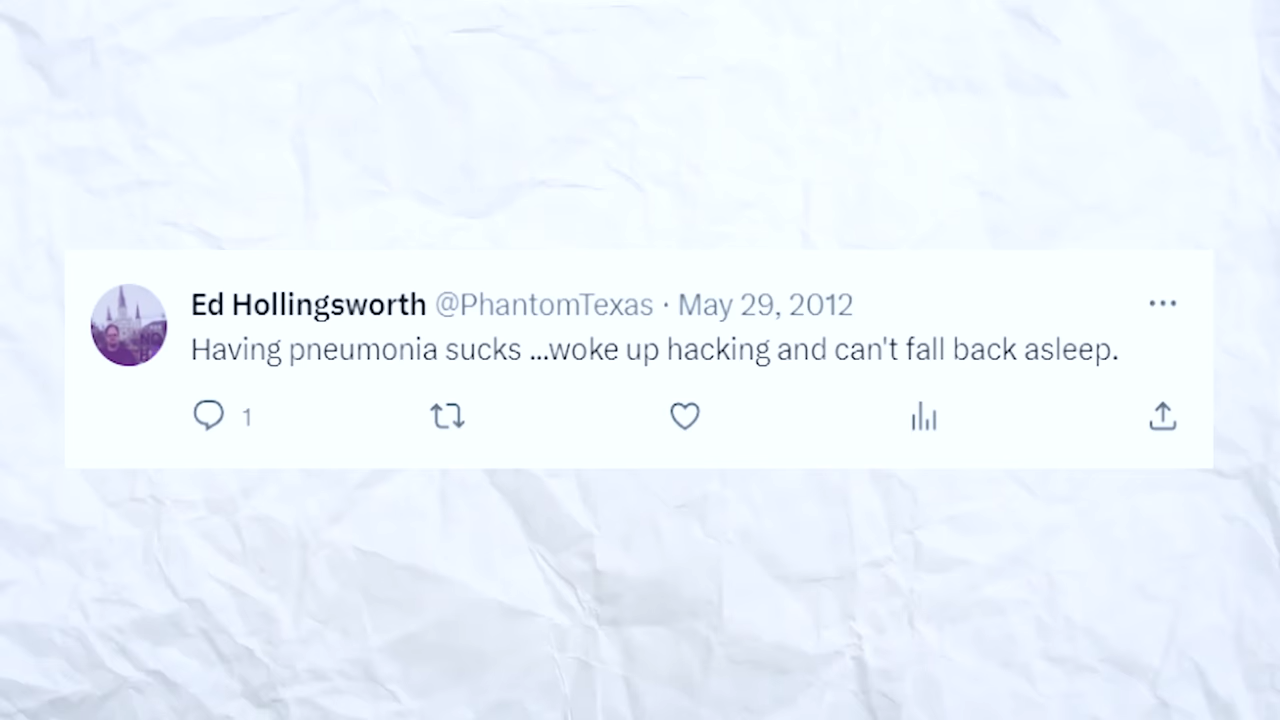 Ed Hollingsworth @PhantomTexas · May 29, 2012
Having pneumonia sucks ...woke up hacking and can't fall back asleep.
1